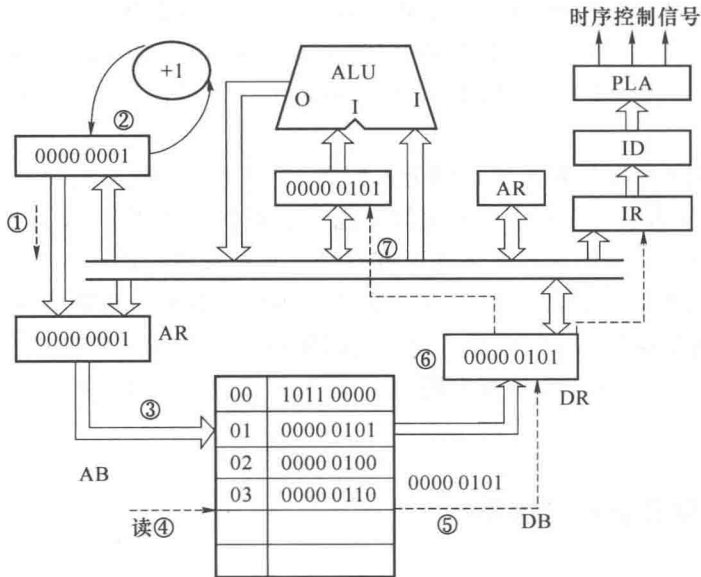 时序控制信号
+1
ALU
O
I
I
PLA
②
0000 0001
ID
0000 0101
AR
IR
①
⑦
0000 0001
AR
⑥
0000 0101
DR
③
00 1011 0000
01 0000 0101
02 0000 0100
03 0000 0110
AB
0000 0101
读④
⑤
DB